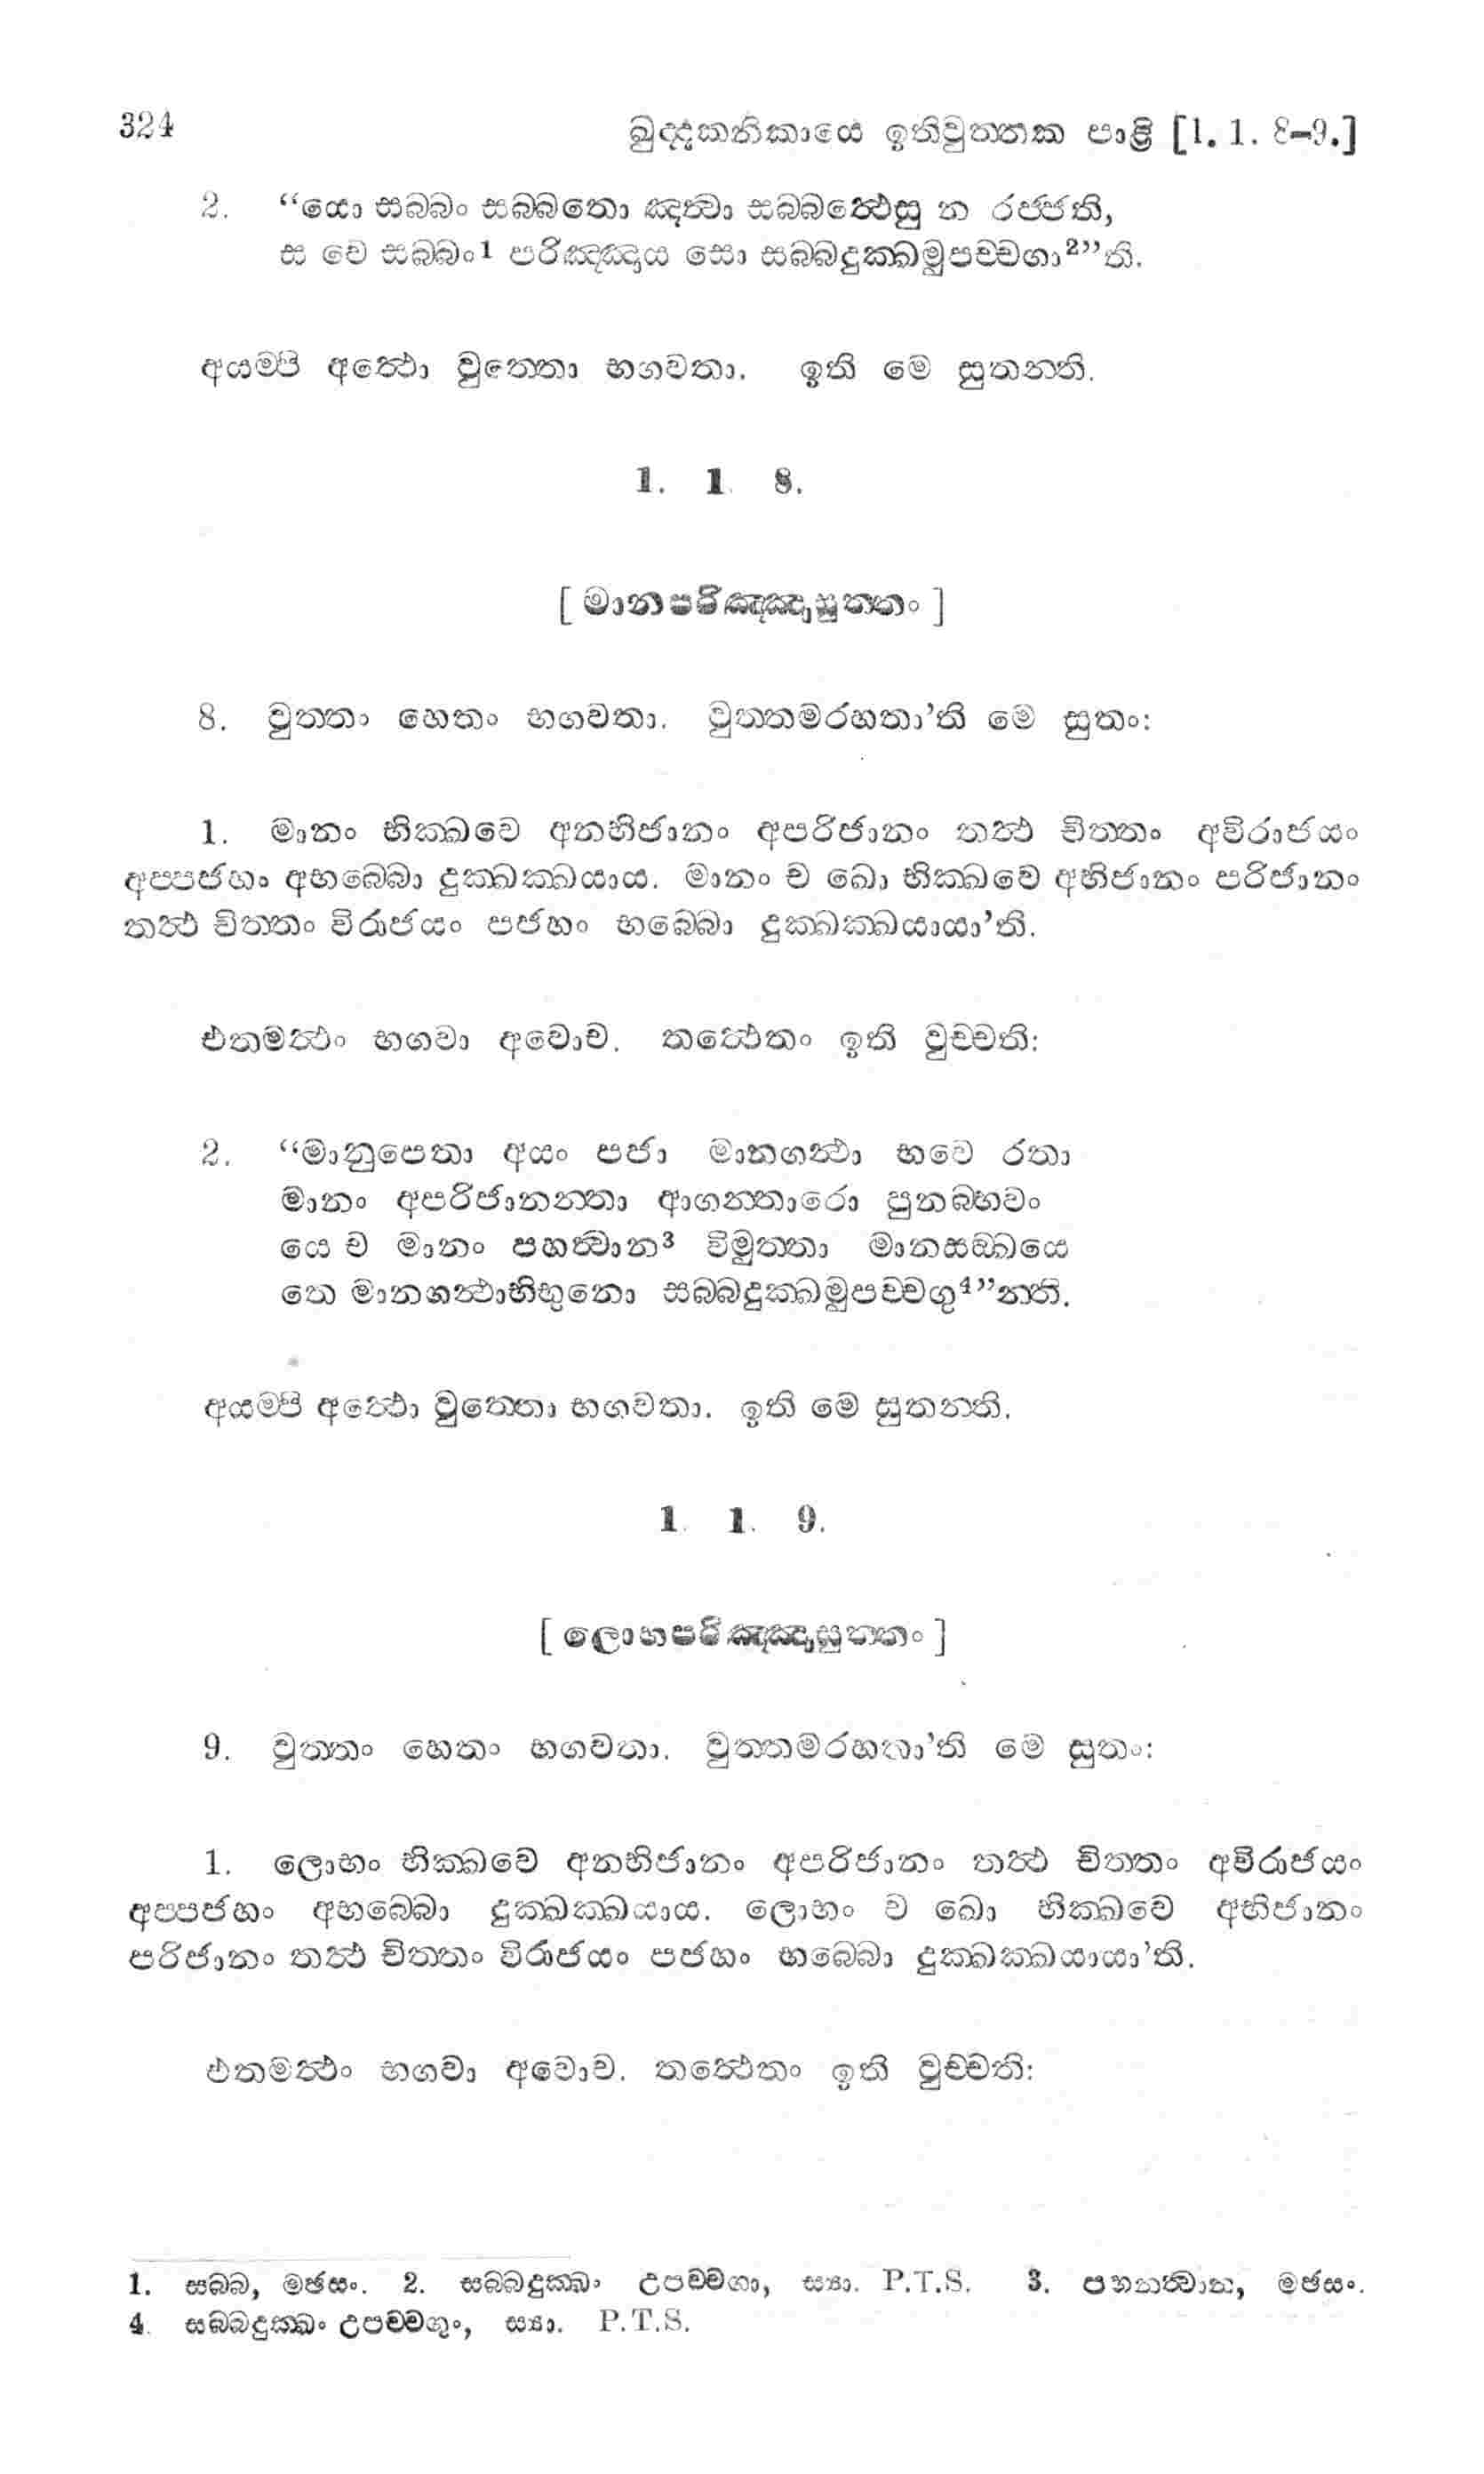 324 ඛුද්දකනිකායෙ ඉතිවුත්තක පාළි [1. 1. 8-9.]
2. “යො සබ්බං සබ්බතො ඤත්වා සබ්බත්ථෙසු න රජ්ජති,
ස වෙ සබ්බං1 පරිඤ්ඤාය සො සබ්බදුක්ඛමුපච්චගා2”ති.
අයම්පි අත්ථො වුත්තො භගවතා. ඉති මෙ සුතන්ති.
1. 1. 8.
[ මානපරිඤ්ඤාසුත්තං ]
8. වුත්තං හෙතං භගවතා. වුත්තමරහතා’ති මෙ සුතං:
1. මානං භික්ඛවෙ අනභිජානං අපරිජානං තත්ථ චිත්තං අවිරාජයං
අප්පජහං අභබ්බො දුක්ඛක්ඛයාය. මානං ච ඛො භික්ඛවෙ අභිජානං පරිජානං
තත්ථ චිත්තං විරාජයං පජහං භබ්බො දුක්ඛක්ඛයායා’ති.
එතමත්ථං භගවා අවොච. තත්ථෙතං ඉති වුච්චති:
2. “මානුපෙතා අයං පජා මානගත්ථා භවෙ රතා
මානං අපරිජානන්තා ආගන්තාරො පුනබ්භවං
යෙ ච මානං පහත්වාන3 විමුත්තා මානසඞ්ඛයෙ
තෙ මානගත්ථාභිභුනො සබ්බදුක්ඛමුපච්චගු4”න්ති.
අයම්පි අත්ථො වුත්තො භගවතා. ඉති මෙ සුතන්ති.
1. 1. 9.
[ ලොභපරිඤ්ඤාසුත්තං ]
9. වුත්තං හෙතං භගවතා. වුත්තමරහතා’ති මෙ සුතං:
1. ලොභං භික්ඛවෙ අනභිජානං අපරිජානං තත්ථ චිත්තං අවිරාජයං
අප්පජහං අභබ්බො දුක්ඛක්ඛයාය. ලොභං ච ඛො භික්ඛවෙ අභිජානං
පරිජානං තත්ථ චිත්තං විරාජයං පජහං භබ්බො දුක්ඛක්ඛයායා’ති.
එතමත්ථං භගවා අවොච. තත්ථෙතං ඉති වුච්චති:
1. සබ්බ, මඡසං. 2. සබ්බදුක්ඛං උපච්චගා, ස්‍යා. P.T.S. 3. පහන්ත්වාන, මඡසං.
4. සබ්බදුක්ඛං උපච්චගුං, ස්‍යා. P.T.S.